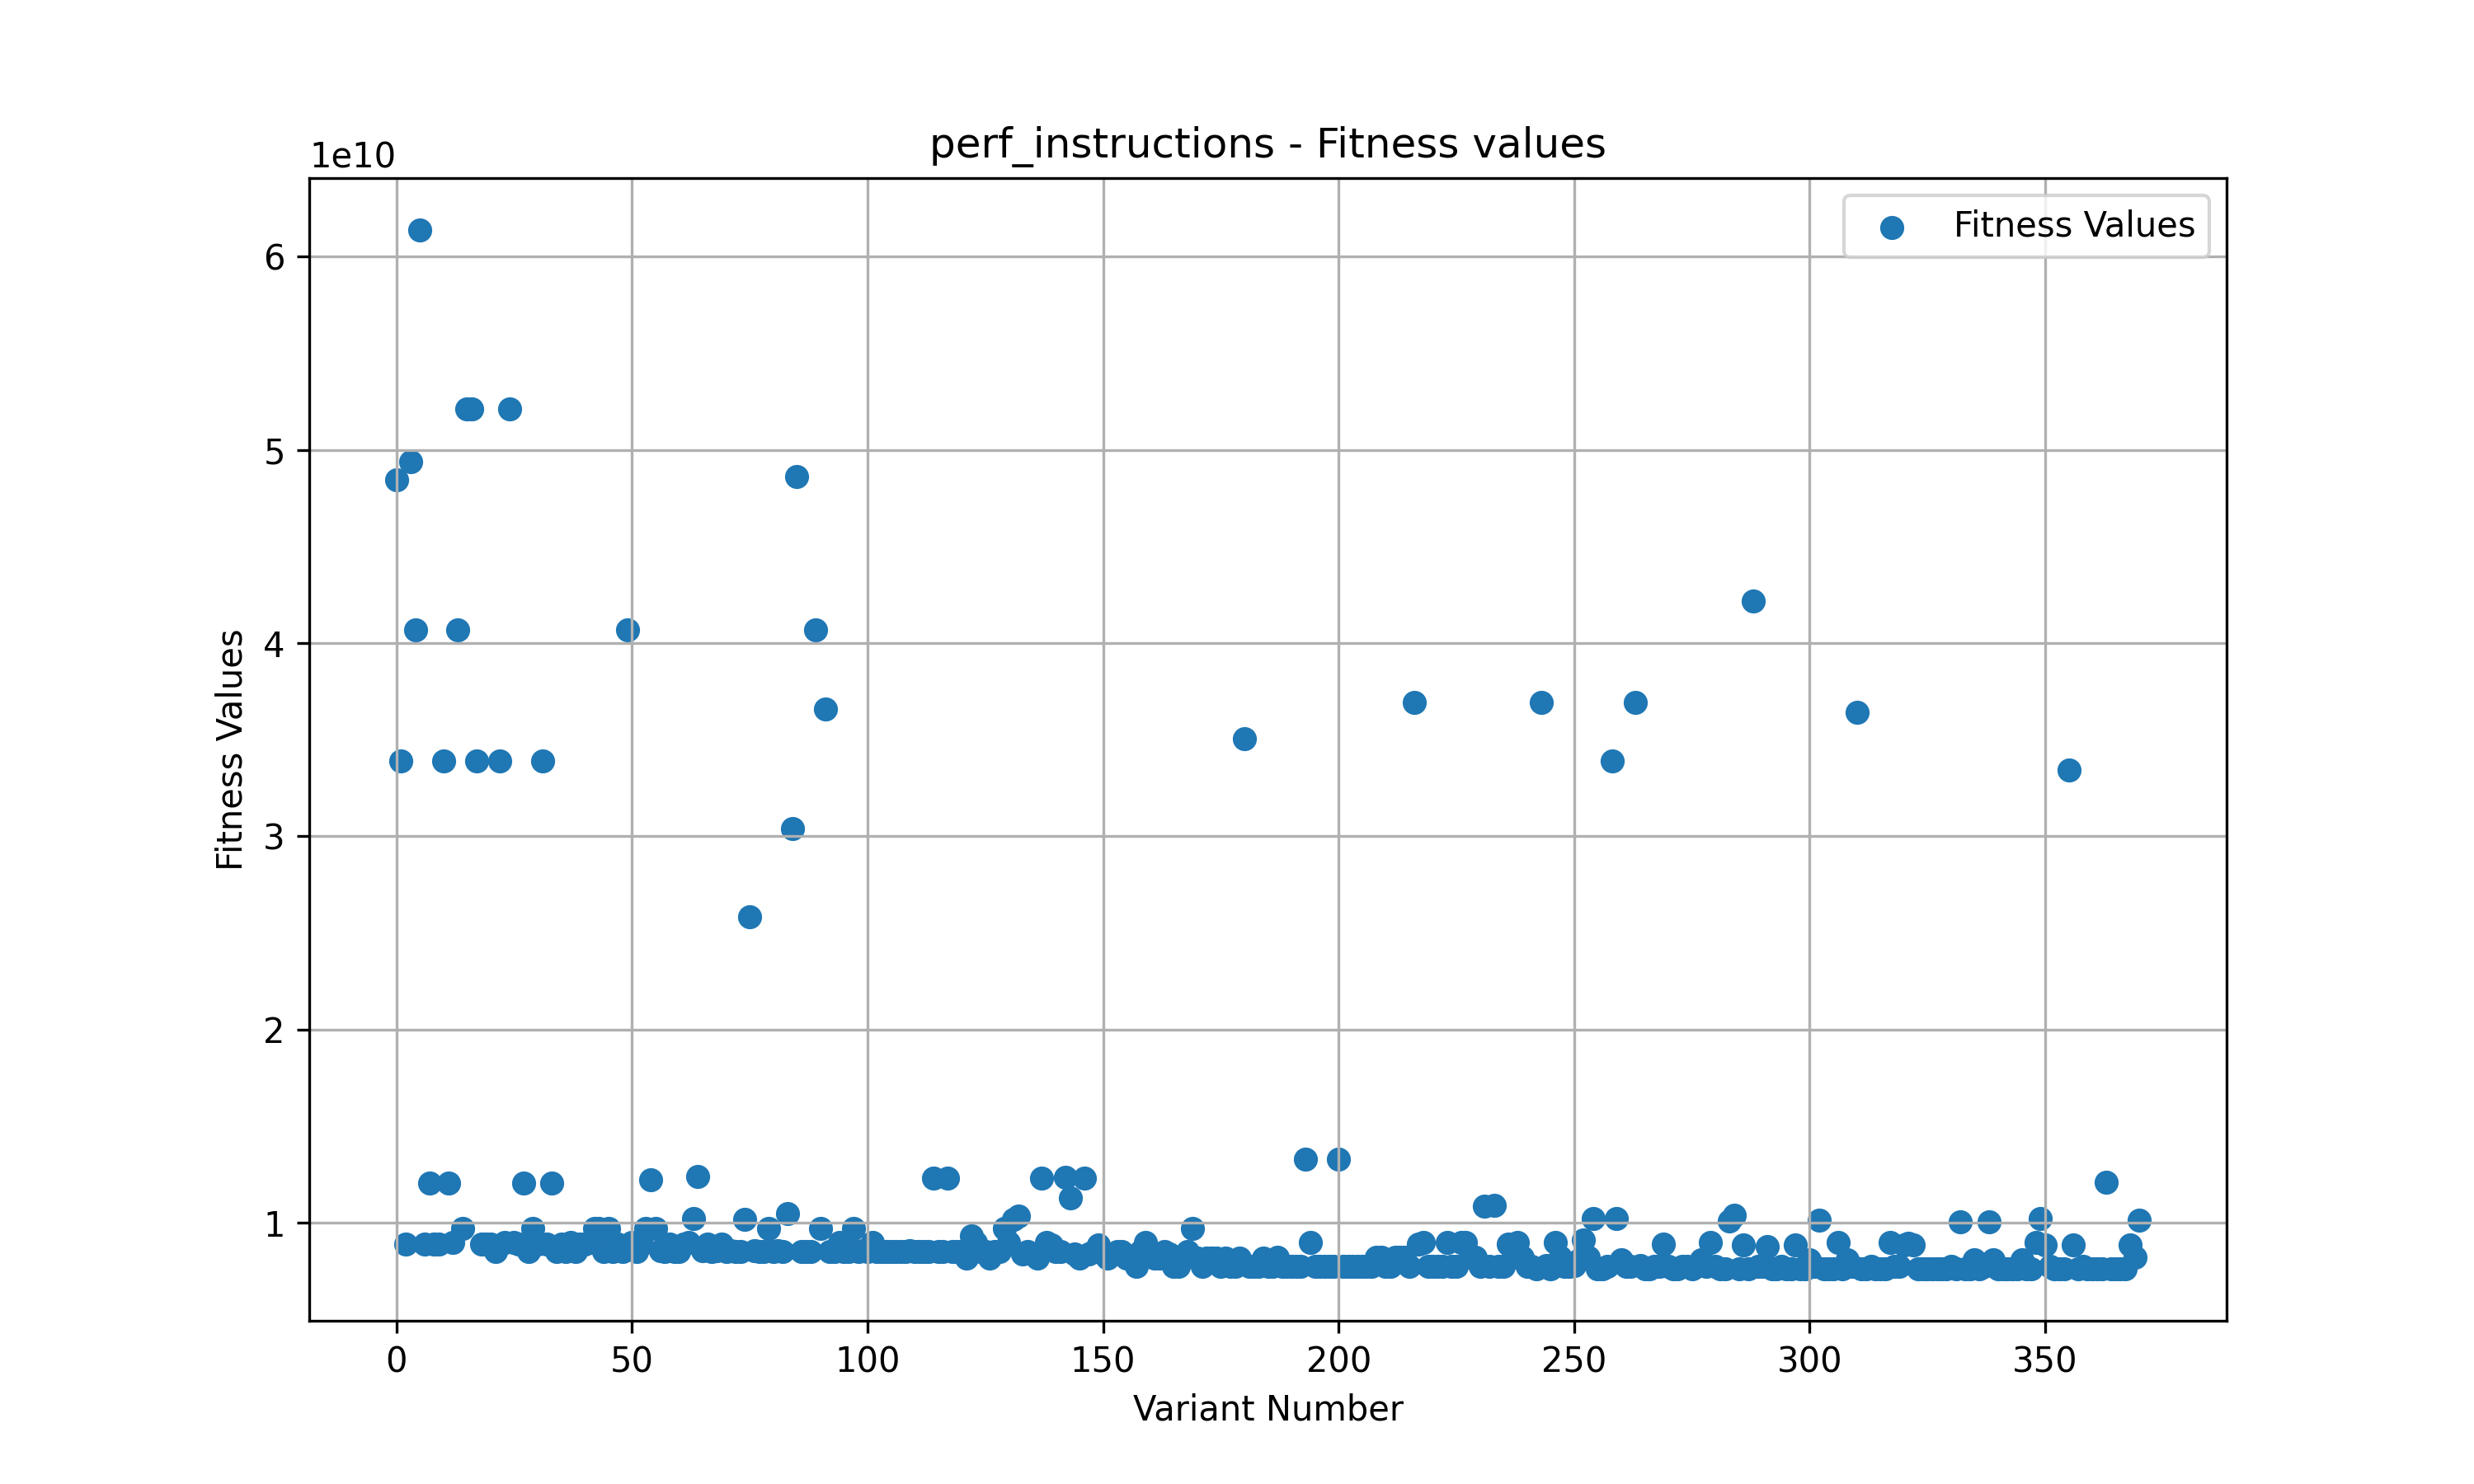 perf_instructions - Fitness values
1e10
Fitness Values
6
5
4
3
2
1
Fitness Values
0 50 100 150 200 250 300 350
Variant Number